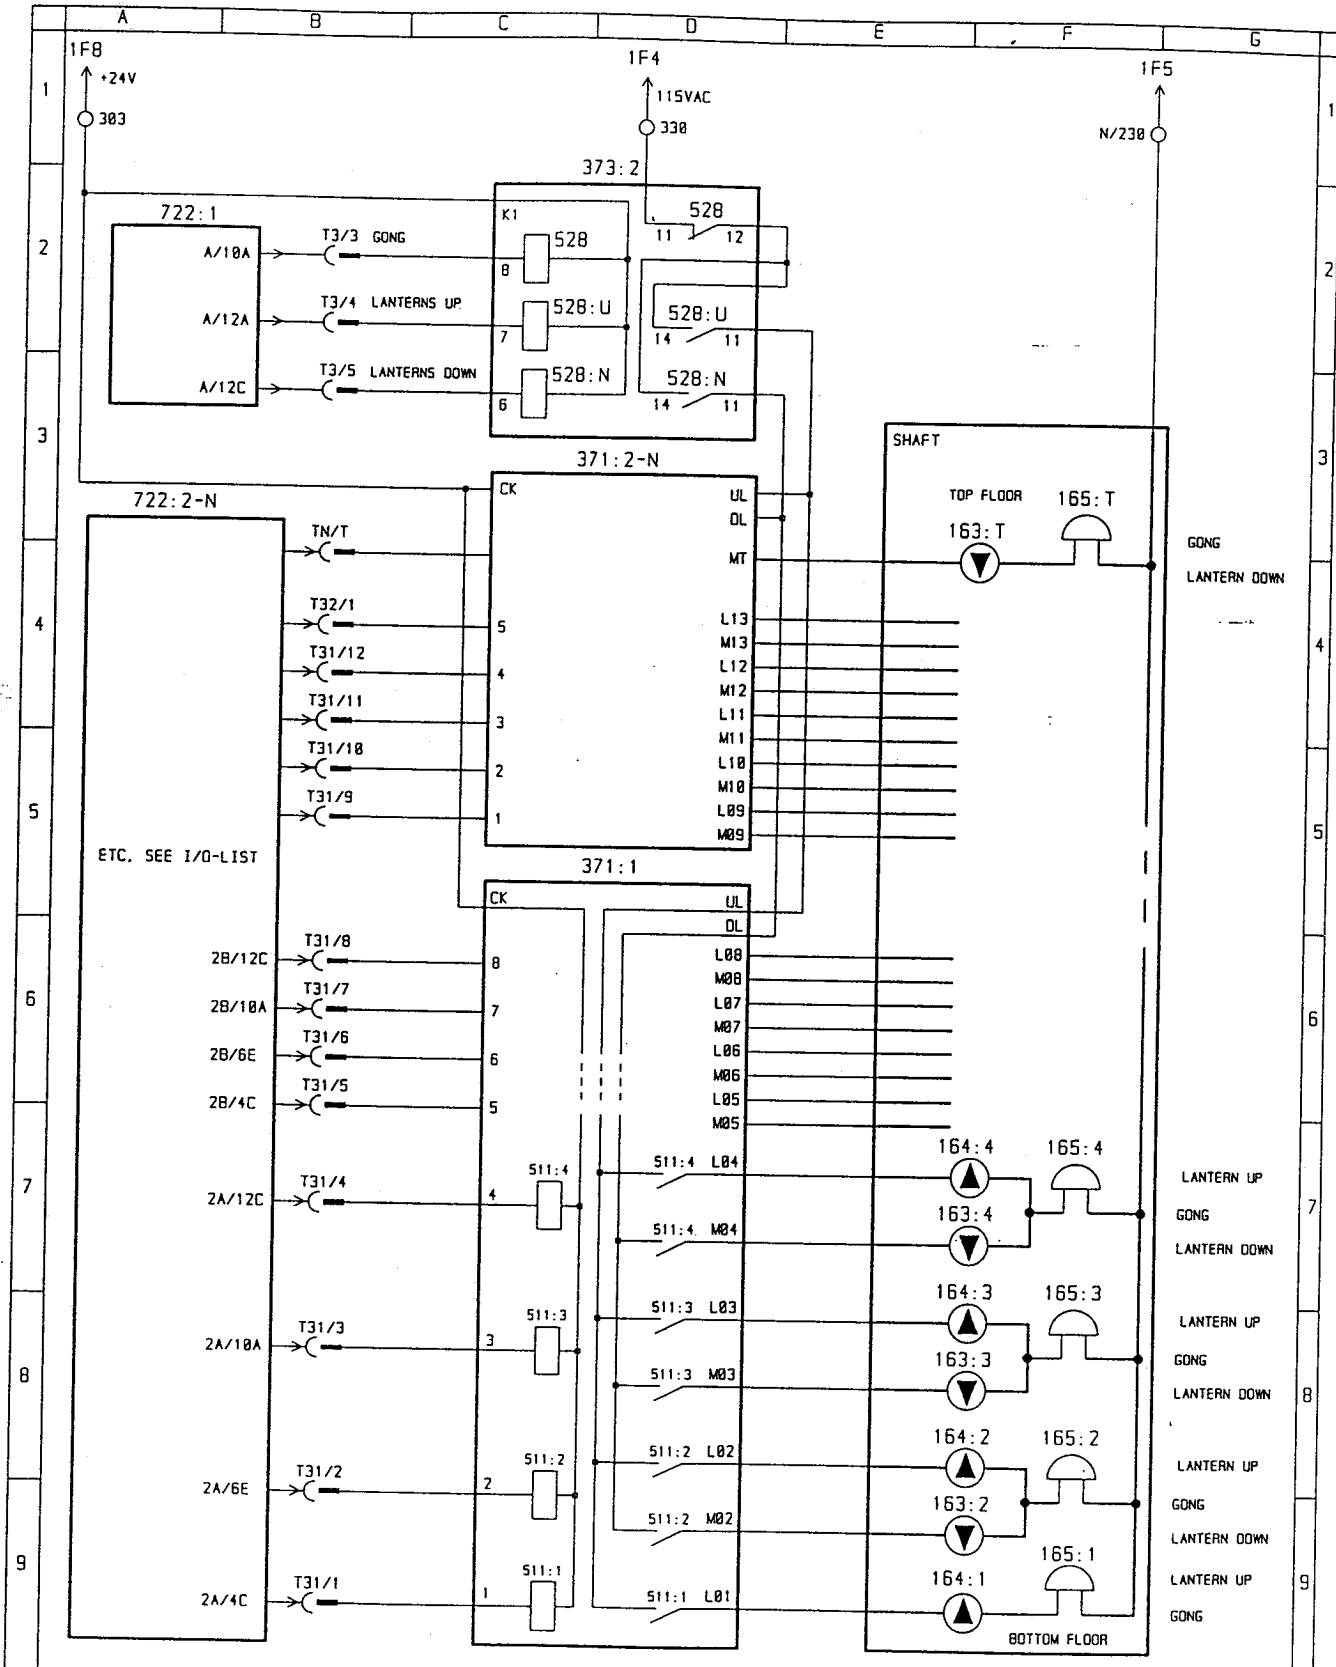 A B C D E F G
1F8 1F4 1F5
+24V 115VAC
1 1
303 330 N/230
373:2
722:1 K1 528
2 A/10A T3/3 GONG 8 528 11 12 2
A/12A T3/4 LANTERNS UP 7 528:U 528:U 14 11
A/12C T3/5 LANTERNS DOWN 6 528:N 528:N 14 11
3 3
371:2-N SHAFT
722:2-N CK UL TOP FLOOR 165:T
DL 163:T
TN/T MT GONG
LANTERN DOWN
4 T32/1 5 L13 4
M13
T31/12 4 L12
M12
T31/11 3 L11
M11
T31/10 2 L10
M10
5 T31/9 1 L09 5
M09
ETC. SEE I/O-LIST
371:1
CK UL
DL
2B/12C T31/8 8 L08
M08
6 2B/10A T31/7 7 L07 6
M07
2B/6E T31/6 6 L06
M06
2B/4C T31/5 5 L05
M05
164:4 165:4
7 2A/12C T31/4 4 511:4 511:4 L04 LANTERN UP 7
163:4 GONG
511:4 M04 LANTERN DOWN
164:3 165:3
2A/10A T31/3 3 511:3 511:3 L03 LANTERN UP
163:3 GONG
8 511:3 M03 LANTERN DOWN 8
164:2 165:2
2A/6E T31/2 2 511:2 511:2 L02 LANTERN UP
163:2 GONG
511:2 M02 LANTERN DOWN
9 165:1 9
2A/4C T31/1 1 511:1 511:1 L01 164:1 LANTERN UP
GONG
BOTTOM FLOOR